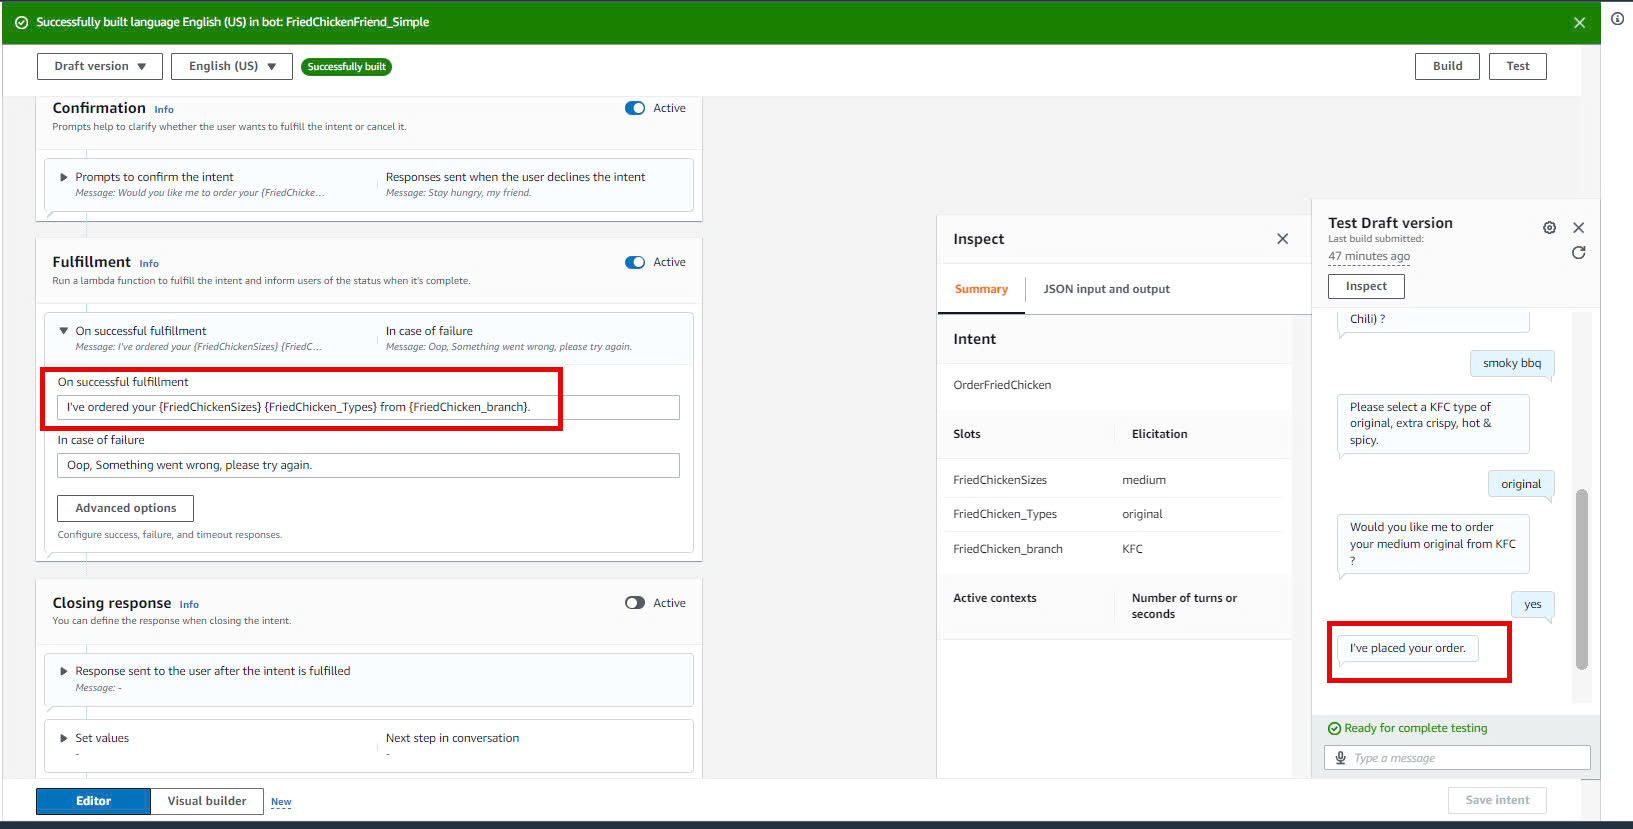 Successfully built language English (US) in bot: FriedChickenFriend_Simple
Draft version
English (US)
Successfully built
Build
Test
Confirmation Info
Active
Prompts help to clarify whether the user wants to fulfill the intent or cancel it.
Prompts to confirm the intent
Message: Would you like me to order your {FriedChicke...
Responses sent when the user declines the intent
Message: Stay hungry, my friend.
Fulfillment Info
Active
Run a lambda function to fulfill the intent and inform users of the status when it's complete.
On successful fulfillment
Message: I've ordered your {FriedChickenSizes} {FriedC...
In case of failure
Message: Oop, Something went wrong, please try again.
On successful fulfillment
I've ordered your {FriedChickenSizes} {FriedChicken_Types} from {FriedChicken_branch}.
In case of failure
Oop, Something went wrong, please try again.
Advanced options
Configure success, failure, and timeout responses.
Closing response Info
Active
You can define the response when closing the intent.
Response sent to the user after the intent is fulfilled
Message: -
Set values
-
Next step in conversation
-
Inspect
Summary
JSON input and output
Intent
OrderFriedChicken
Slots
Elicitation
FriedChickenSizes
medium
FriedChicken_Types
original
FriedChicken_branch
KFC
Active contexts
Number of turns or
seconds
Test Draft version
Last build submitted:
47 minutes ago
Inspect
Chili) ?
smoky bbq
Please select a KFC type of
original, extra crispy, hot &
spicy.
original
Would you like me to order
your medium original from KFC
?
yes
I've placed your order.
Ready for complete testing
Type a message
Editor
Visual builder
New
Save intent